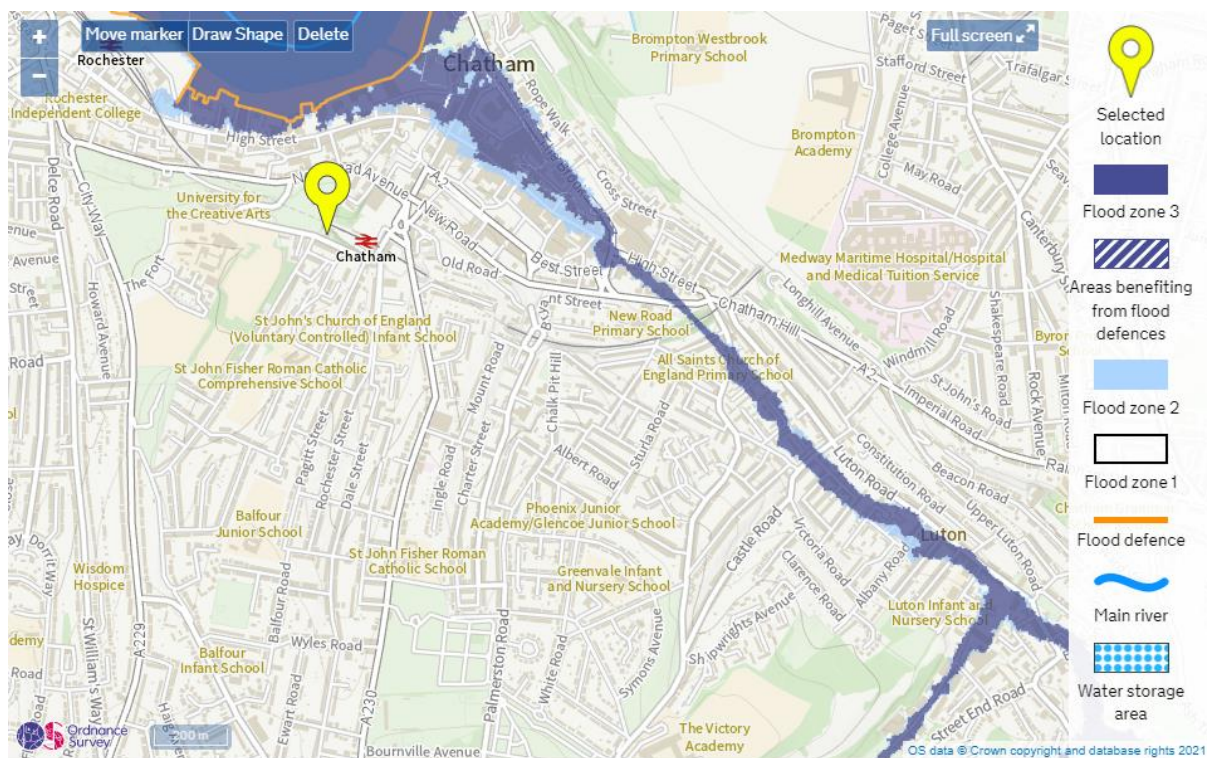 +
−
Move marker
Draw Shape
Delete
Full screen
Rochester
Rochester
Independent College
Chatham
Brompton Westbrook
Primary School
Stafford Street
Trafalgar
Rope Walk
High Street
Delce Road
City Way
University for
the Creative Arts
A2
New Road
Cross Street
Brompton
Academy
College Avenue
May Road
Canterbury
The Fort
Chatham
Old Road
Best Street
High Street
Medway Maritime Hospital/Hospital
and Medical Tuition Service
Avenue
Street
Howard Avenue
St John's Church of England
(Voluntary Controlled) Infant School
New Road
Primary School
Chatham Hill
Longhill Avenue
Windmill Road
Shakespeare Road
Road
St John Fisher Roman Catholic
Comprehensive School
Mount Road
Chalk Pit Hill
All Saints Church of
England Primary School
A2
St John's Road
Rock Avenue
Imperial Road
Pagitt Street
Rochester Street
Dale Street
Ingle Road
Charter Street
Albert Road
Sturla Road
Luton Road
Constitution Road
Beacon Road
Upper Luton Road
Balfour
Junior School
Phoenix Junior
Academy/Glencoe Junior School
Castle Road
Victoria Road
Clarence Road
Albany Road
Luton
Wisdom
Hospice
St John Fisher Roman
Catholic School
Greenvale Infant
and Nursery School
Luton Infant and
Nursery School
Balfour Road
A229
St William's Way
Wyles Road
Balfour
Infant School
Ewart Road
A230
Palmerston Road
White Road
Symons Avenue
Shipwrights Avenue
Street End Road
The Victory
Academy
Bournville Avenue
Ordnance
Survey
200 m
OS data © Crown copyright and database rights 2021
Selected
location
Flood zone 3
Areas benefiting
from flood
defences
Flood zone 2
Flood zone 1
Flood defence
Main river
Water storage
area